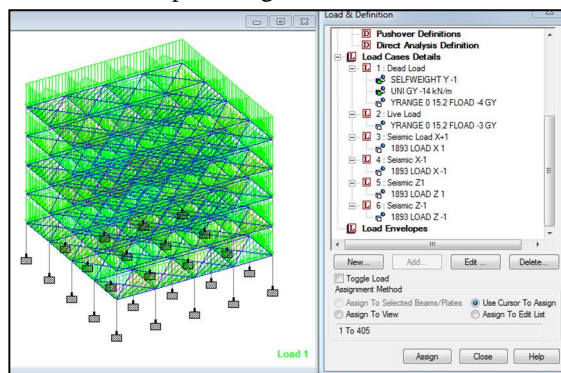 Load & Definition
Pushover Definitions
Direct Analysis Definition
Load Cases Details
1 : Dead Load
SELFWEIGHT Y -1
UNI GY -14 kN/m
YRANGE 0 15.2 FLOAD -4 GY
2 : Live Load
YRANGE 0 15.2 FLOAD -3 GY
3 : Seismic Load X+1
1893 LOAD X 1
4 : Seismic X-1
1893 LOAD X -1
5 : Seismic Z1
1893 LOAD Z 1
6 : Seismic Z-1
1893 LOAD Z -1
Load Envelopes
New... Add... Edit ... Delete...
Toggle Load
Assignment Method
Assign To Selected Beams/Plates Use Cursor To Assign
Assign To View Assign To Edit List
1 To 405
Assign Close Help
Load 1